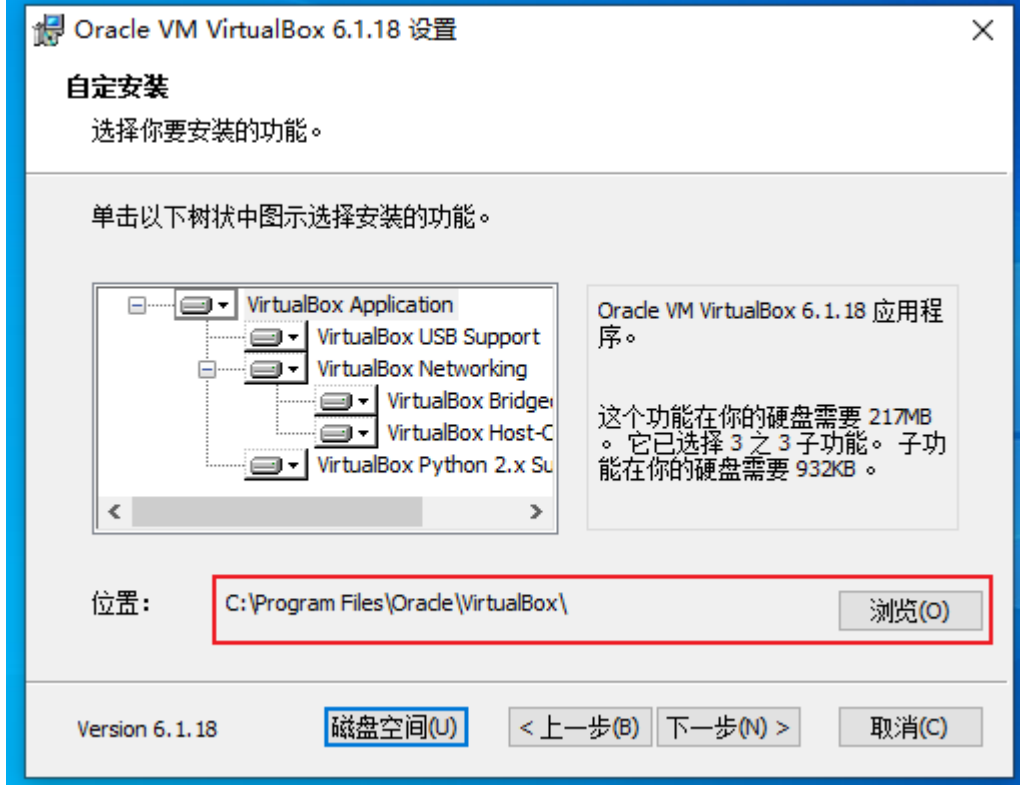 Oracle VM VirtualBox 6.1.18 设置
自定安装
选择你要安装的功能。
单击以下树状中图示选择安装的功能。
VirtualBox Application
VirtualBox USB Support
VirtualBox Networking
VirtualBox Bridge
VirtualBox Host-C
VirtualBox Python 2.x Su
Oracle VM VirtualBox 6.1.18 应用程
序。
这个功能在你的硬盘需要 217MB
。 它已选择 3 之 3 子功能。 子功
能在你的硬盘需要 932KB 。
位置:
C:\Program Files\Oracle\VirtualBox\
浏览(O)
Version 6.1.18
磁盘空间(U)
< 上一步(B)
下一步(N) >
取消(C)